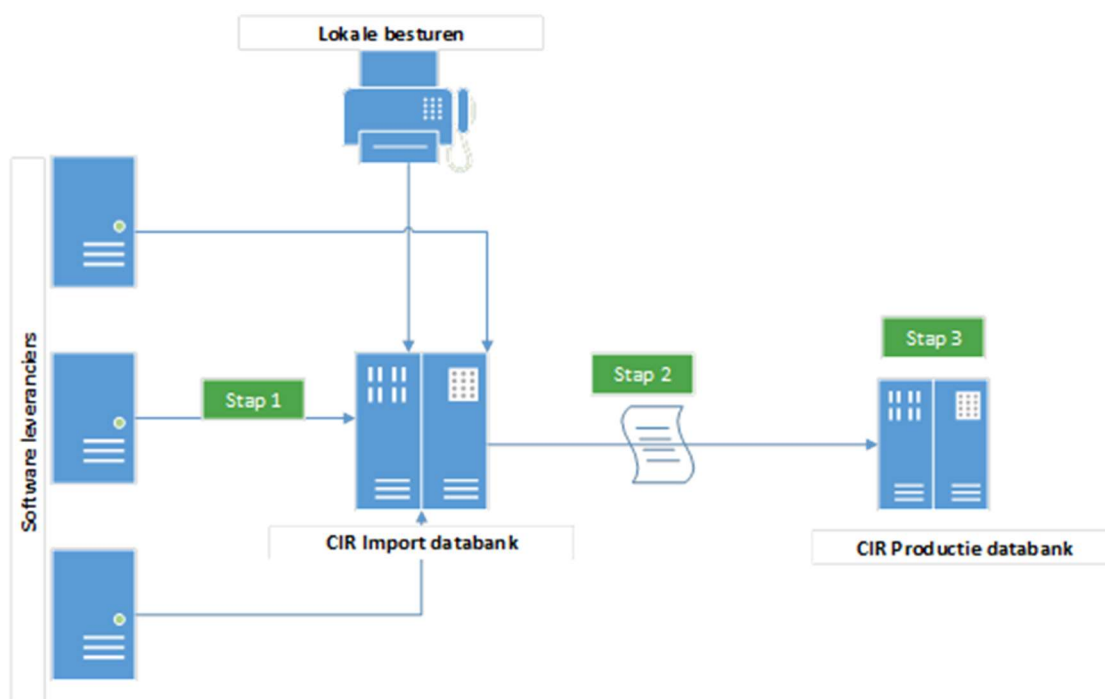 Lokale besturen
Software leveranciers
Stap 1
Stap 2
Stap 3
CIR Import databank
CIR Productie databank